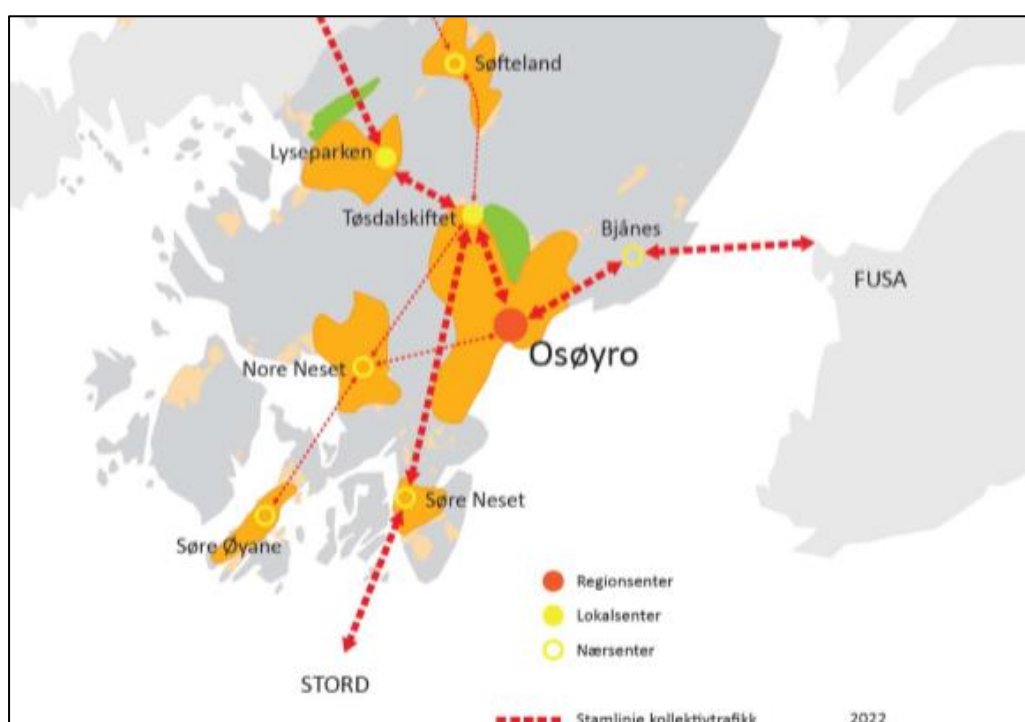 Søfteland
Lyseparken
Tøsdalskiftet
Bjånes
FUSA
Osøyro
Nore Neset
Søre Neset
Søre Øyane
Regionsenter
Lokalsenter
Nærsenter
STORD
Stamlinje kollektivtrafikk 2022